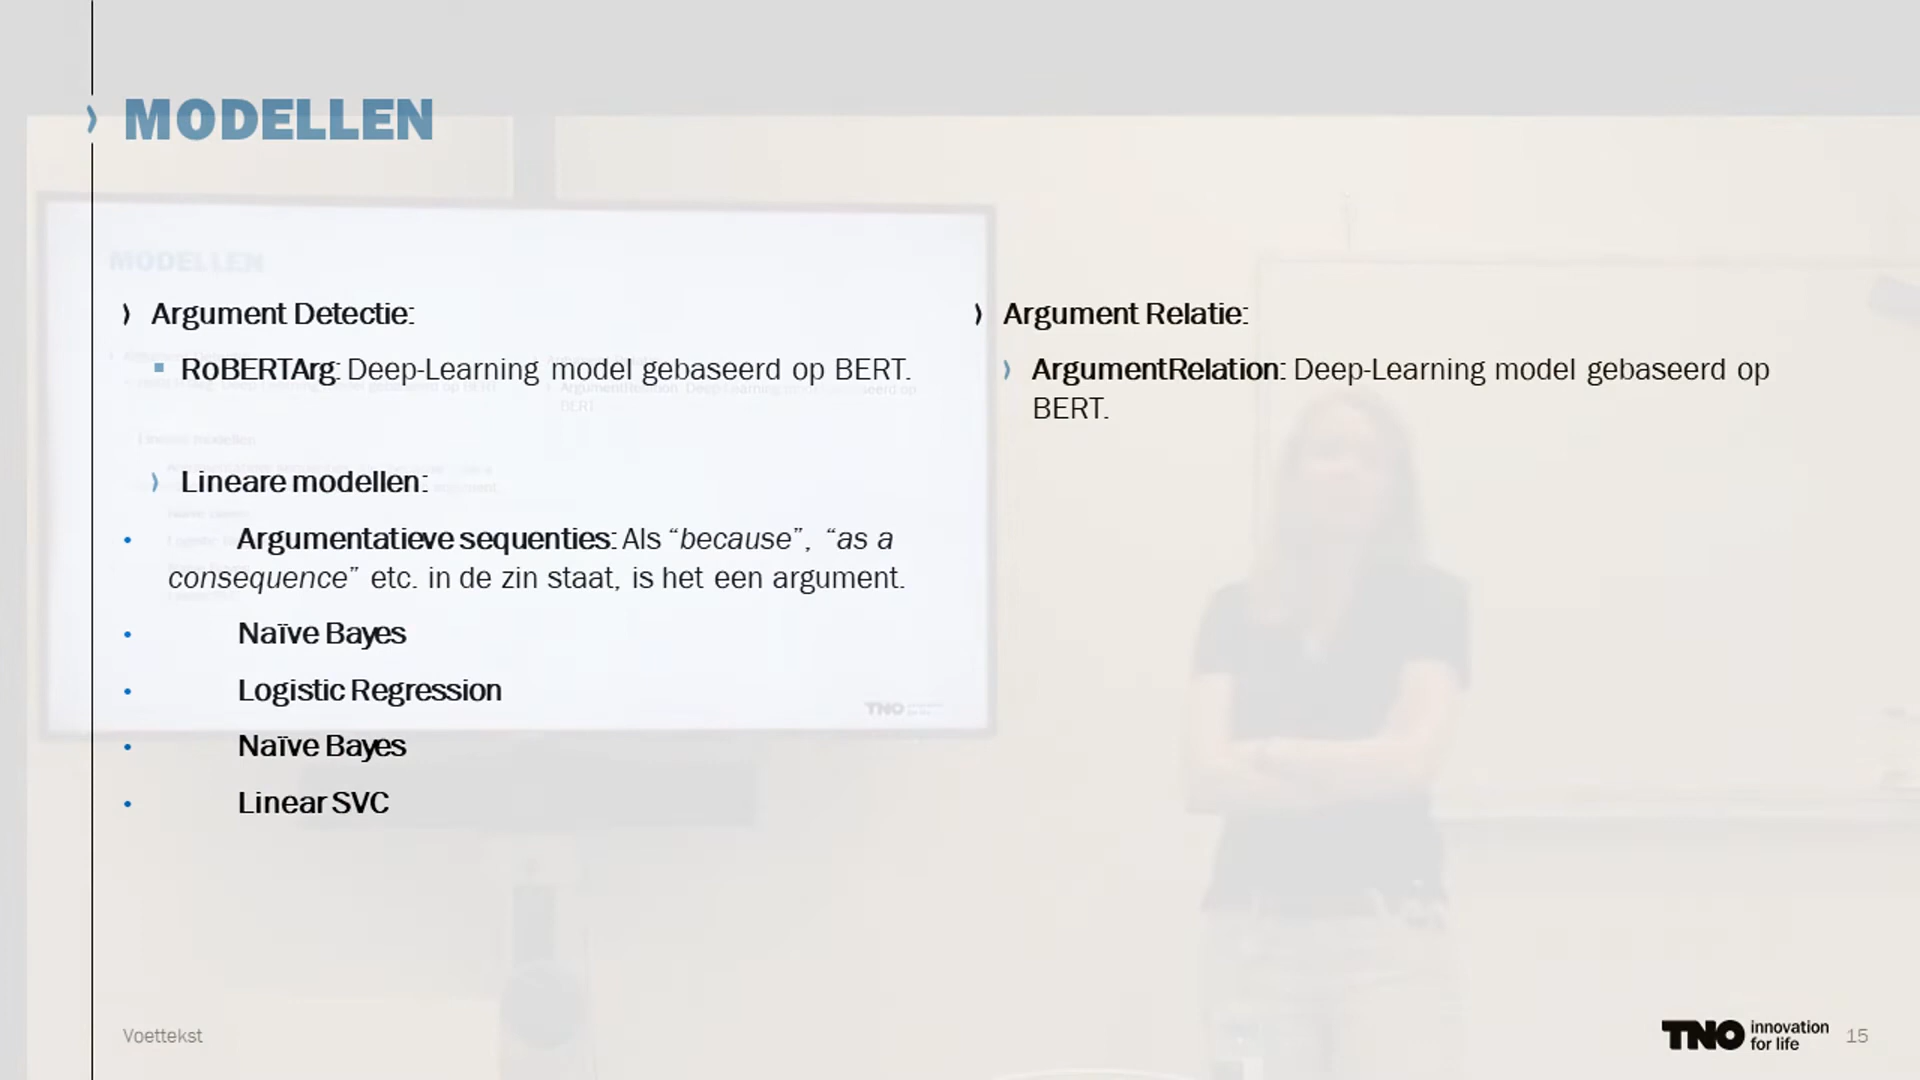 MODELLEN
Argument Detectie:
RoBERTArg: Deep-Learning model gebaseerd op BERT.
Lineare modellen:
Argumentatieve sequenties: Als “because”, “as a
consequence” etc. in de zin staat, is het een argument.
Naïve Bayes
Logistic Regression
Naïve Bayes
Linear SVC
Argument Relatie:
ArgumentRelation: Deep-Learning model gebaseerd op
BERT.
MODELLEN
TNO
Voettekst
TNO innovation
for life
15